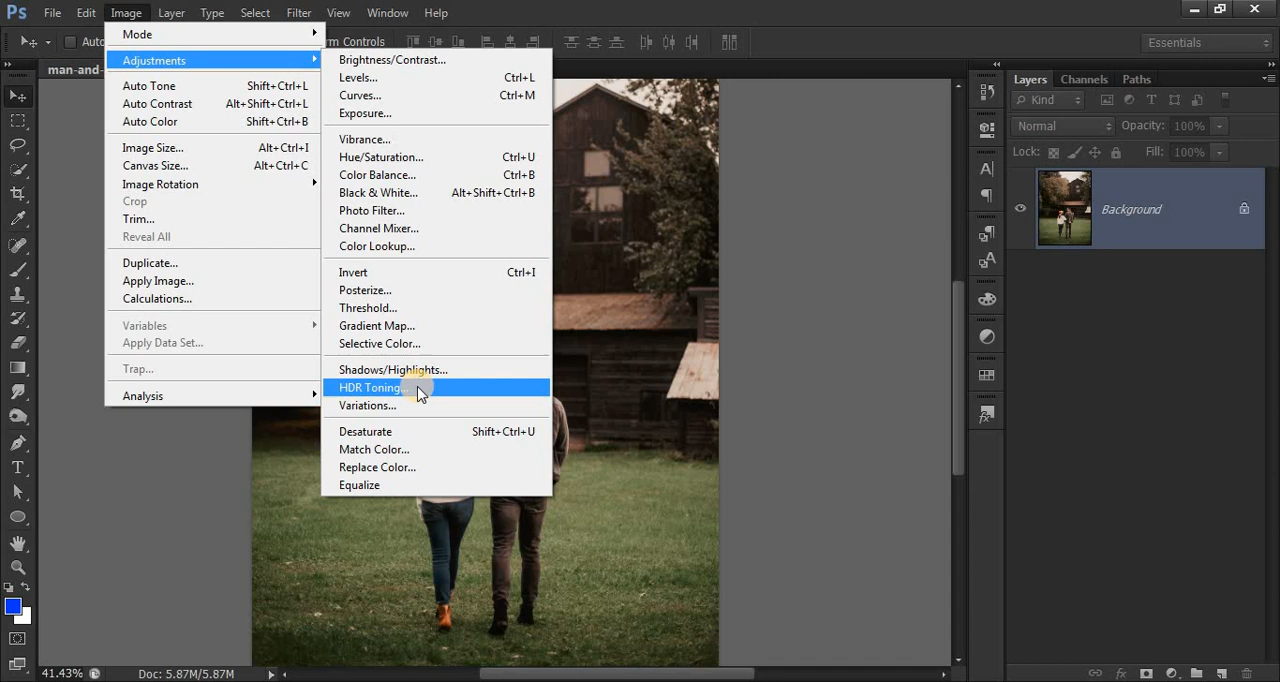 Ps File Edit Image Layer Type Select Filter View Window Help
Auto
rm Controls
Essentials
man-and-
Mode
Adjustments
Auto Tone Shift+Ctrl+L
Auto Contrast Alt+Shift+Ctrl+L
Auto Color Shift+Ctrl+B
Image Size... Alt+Ctrl+I
Canvas Size... Alt+Ctrl+C
Image Rotation
Crop
Trim...
Reveal All
Duplicate...
Apply Image...
Calculations...
Variables
Apply Data Set...
Trap...
Analysis
Brightness/Contrast...
Levels... Ctrl+L
Curves... Ctrl+M
Exposure...
Vibrance...
Hue/Saturation... Ctrl+U
Color Balance... Ctrl+B
Black & White... Alt+Shift+Ctrl+B
Photo Filter...
Channel Mixer...
Color Lookup...
Invert Ctrl+I
Posterize...
Threshold...
Gradient Map...
Selective Color...
Shadows/Highlights...
HDR Toning...
Variations...
Desaturate Shift+Ctrl+U
Match Color...
Replace Color...
Equalize
Layers Channels Paths
Kind
Normal Opacity: 100%
Lock: Fill: 100%
Background
41.43% Doc: 5.87M/5.87M